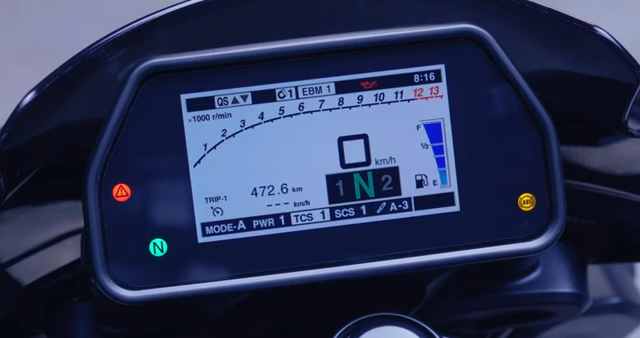 QS ▲▼ 1 EBM 1 8:16
×1000 r/min
1 2 3 4 5 6 7 8 9 10 11 12 13
0 km/h
F
½
E
1 N 2
TRIP-1 472.6 km
--- km/h
MODE-A PWR 1 TCS 1 SCS 1 A-3
N
ABS